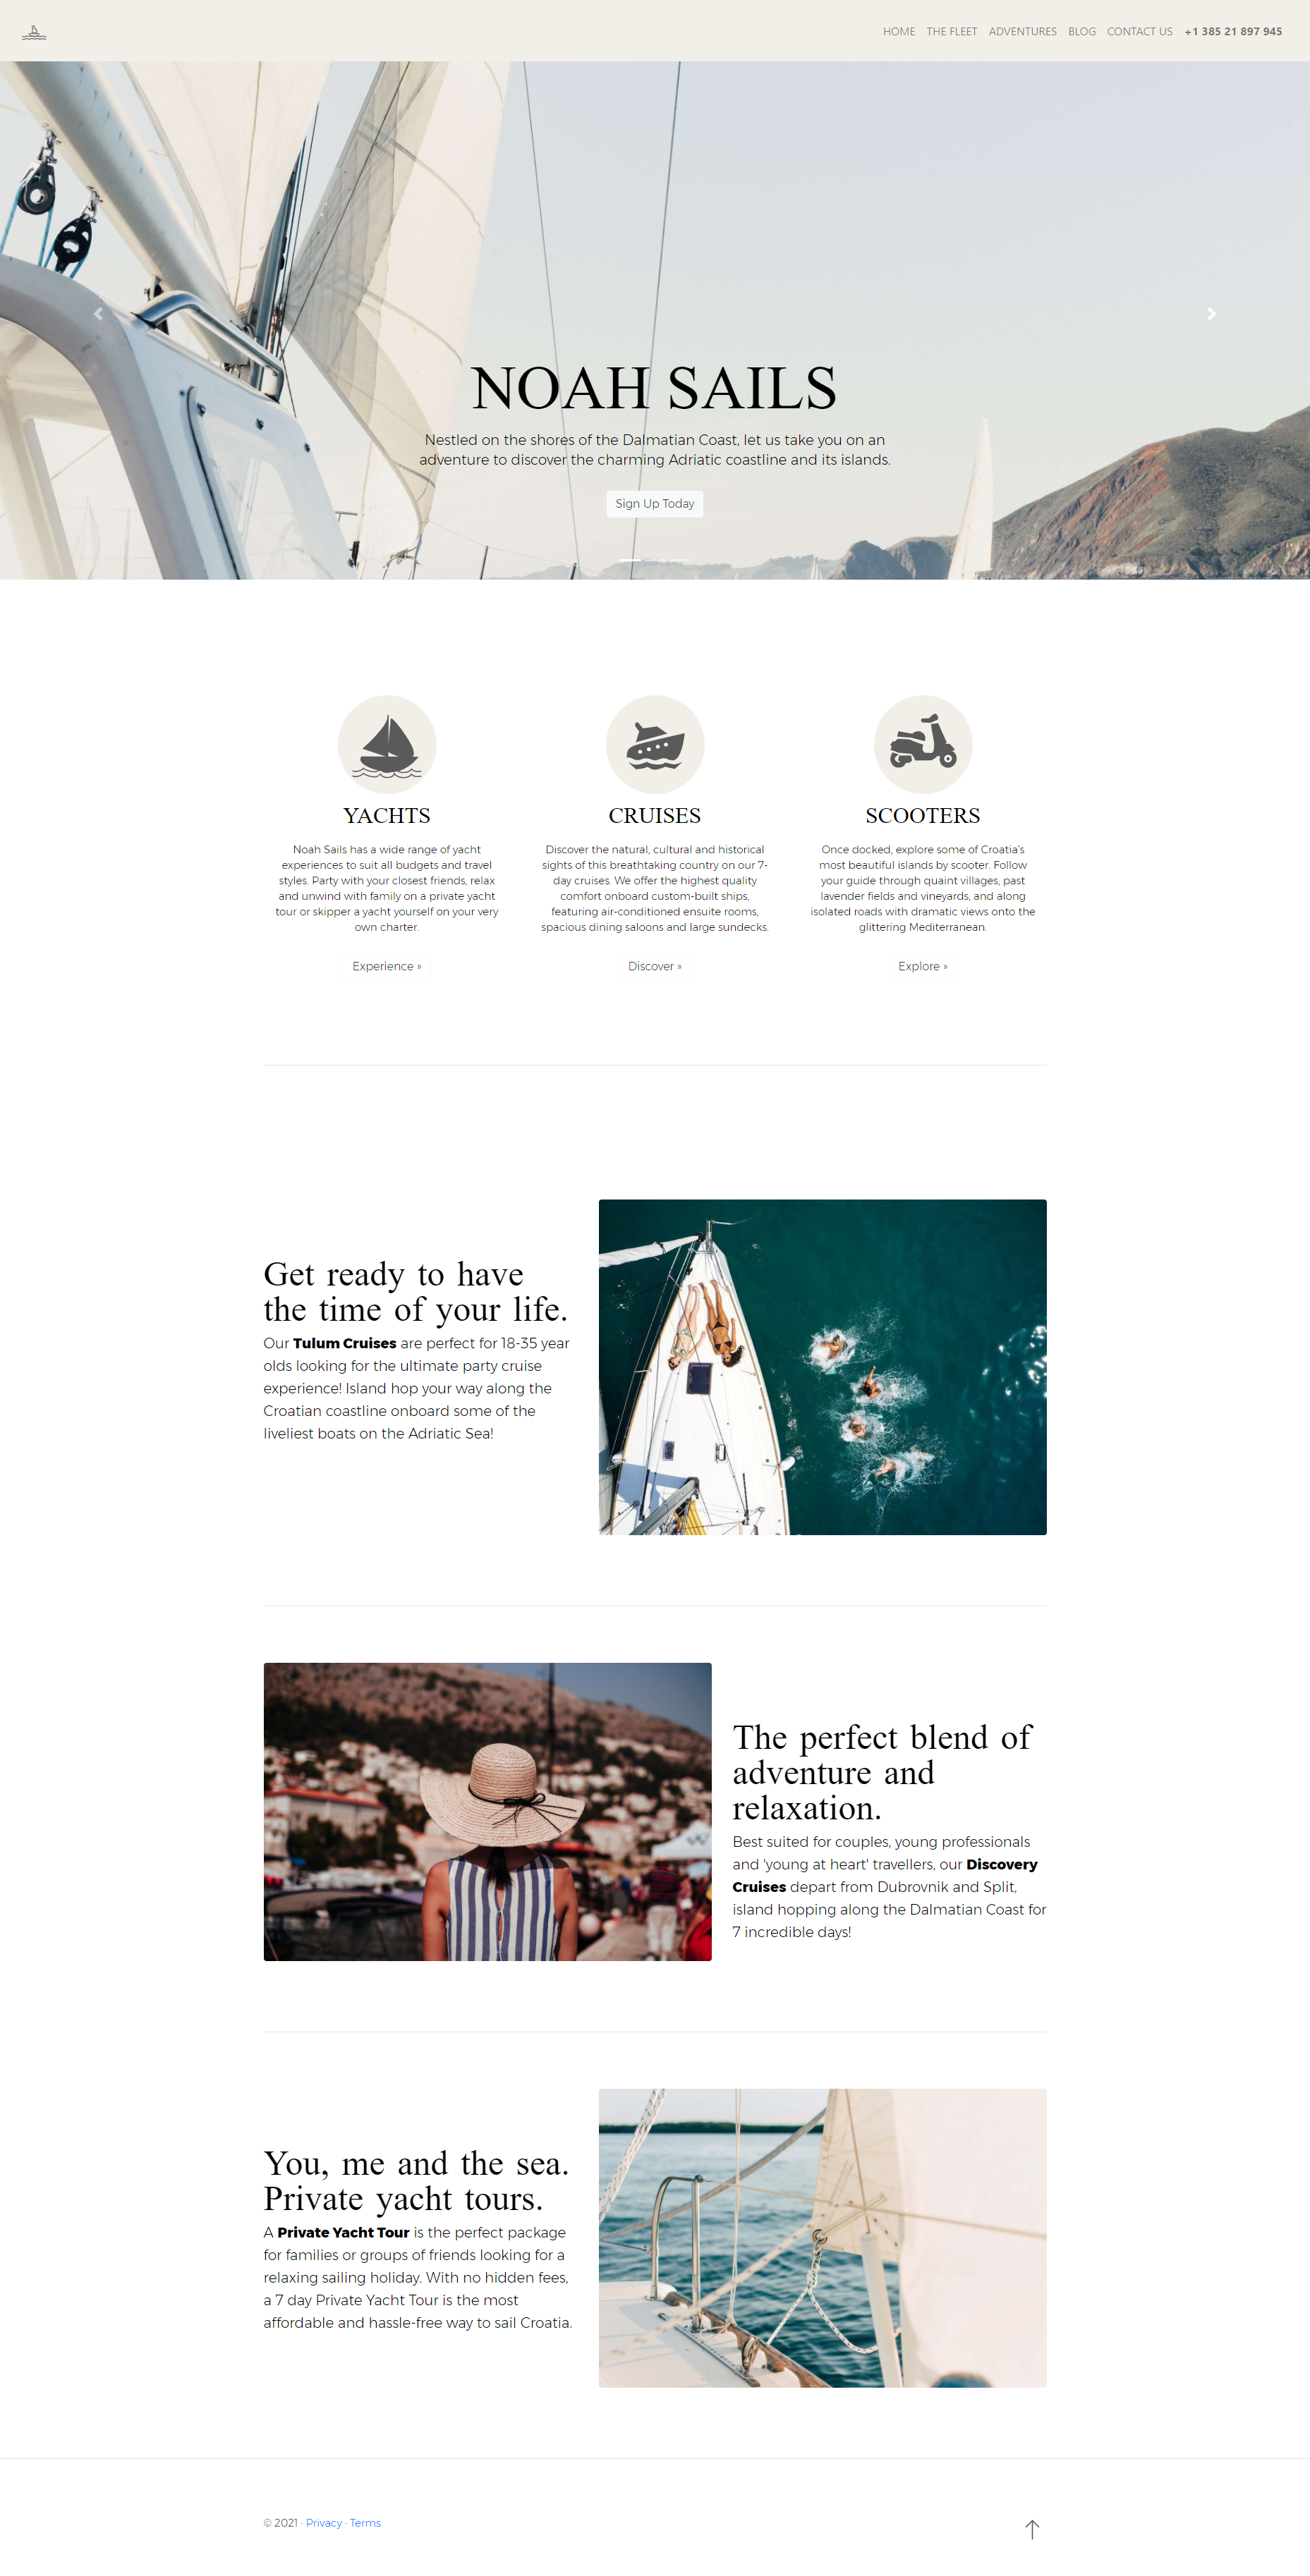 HOME THE FLEET ADVENTURES BLOG CONTACT US +1 385 21 897 945
NOAH SAILS
Nestled on the shores of the Dalmatian Coast, let us take you on an
adventure to discover the charming Adriatic coastline and its islands.
Sign Up Today
YACHTS
Noah Sails has a wide range of yacht
experiences to suit all budgets and travel
styles. Party with your closest friends, relax
and unwind with family on a private yacht
tour or skipper a yacht yourself on your very
own charter.
Experience »
CRUISES
Discover the natural, cultural and historical
sights of this breathtaking country on our 7-
day cruises. We offer the highest quality
comfort onboard custom-built ships,
featuring air-conditioned ensuite rooms,
spacious dining saloons and large sundecks.
Discover »
SCOOTERS
Once docked, explore some of Croatia's
most beautiful islands by scooter. Follow
your guide through quaint villages, past
lavender fields and vineyards, and along
isolated roads with dramatic views onto the
glittering Mediterranean.
Explore »
Get ready to have
the time of your life.
Our Tulum Cruises are perfect for 18-35 year
olds looking for the ultimate party cruise
experience! Island hop your way along the
Croatian coastline onboard some of the
liveliest boats on the Adriatic Sea!
The perfect blend of
adventure and
relaxation.
Best suited for couples, young professionals
and 'young at heart' travellers, our Discovery
Cruises depart from Dubrovnik and Split,
island hopping along the Dalmatian Coast for
7 incredible days!
You, me and the sea.
Private yacht tours.
A Private Yacht Tour is the perfect package
for families or groups of friends looking for a
relaxing sailing holiday. With no hidden fees,
a 7 day Private Yacht Tour is the most
affordable and hassle-free way to sail Croatia.
© 2021 · Privacy · Terms